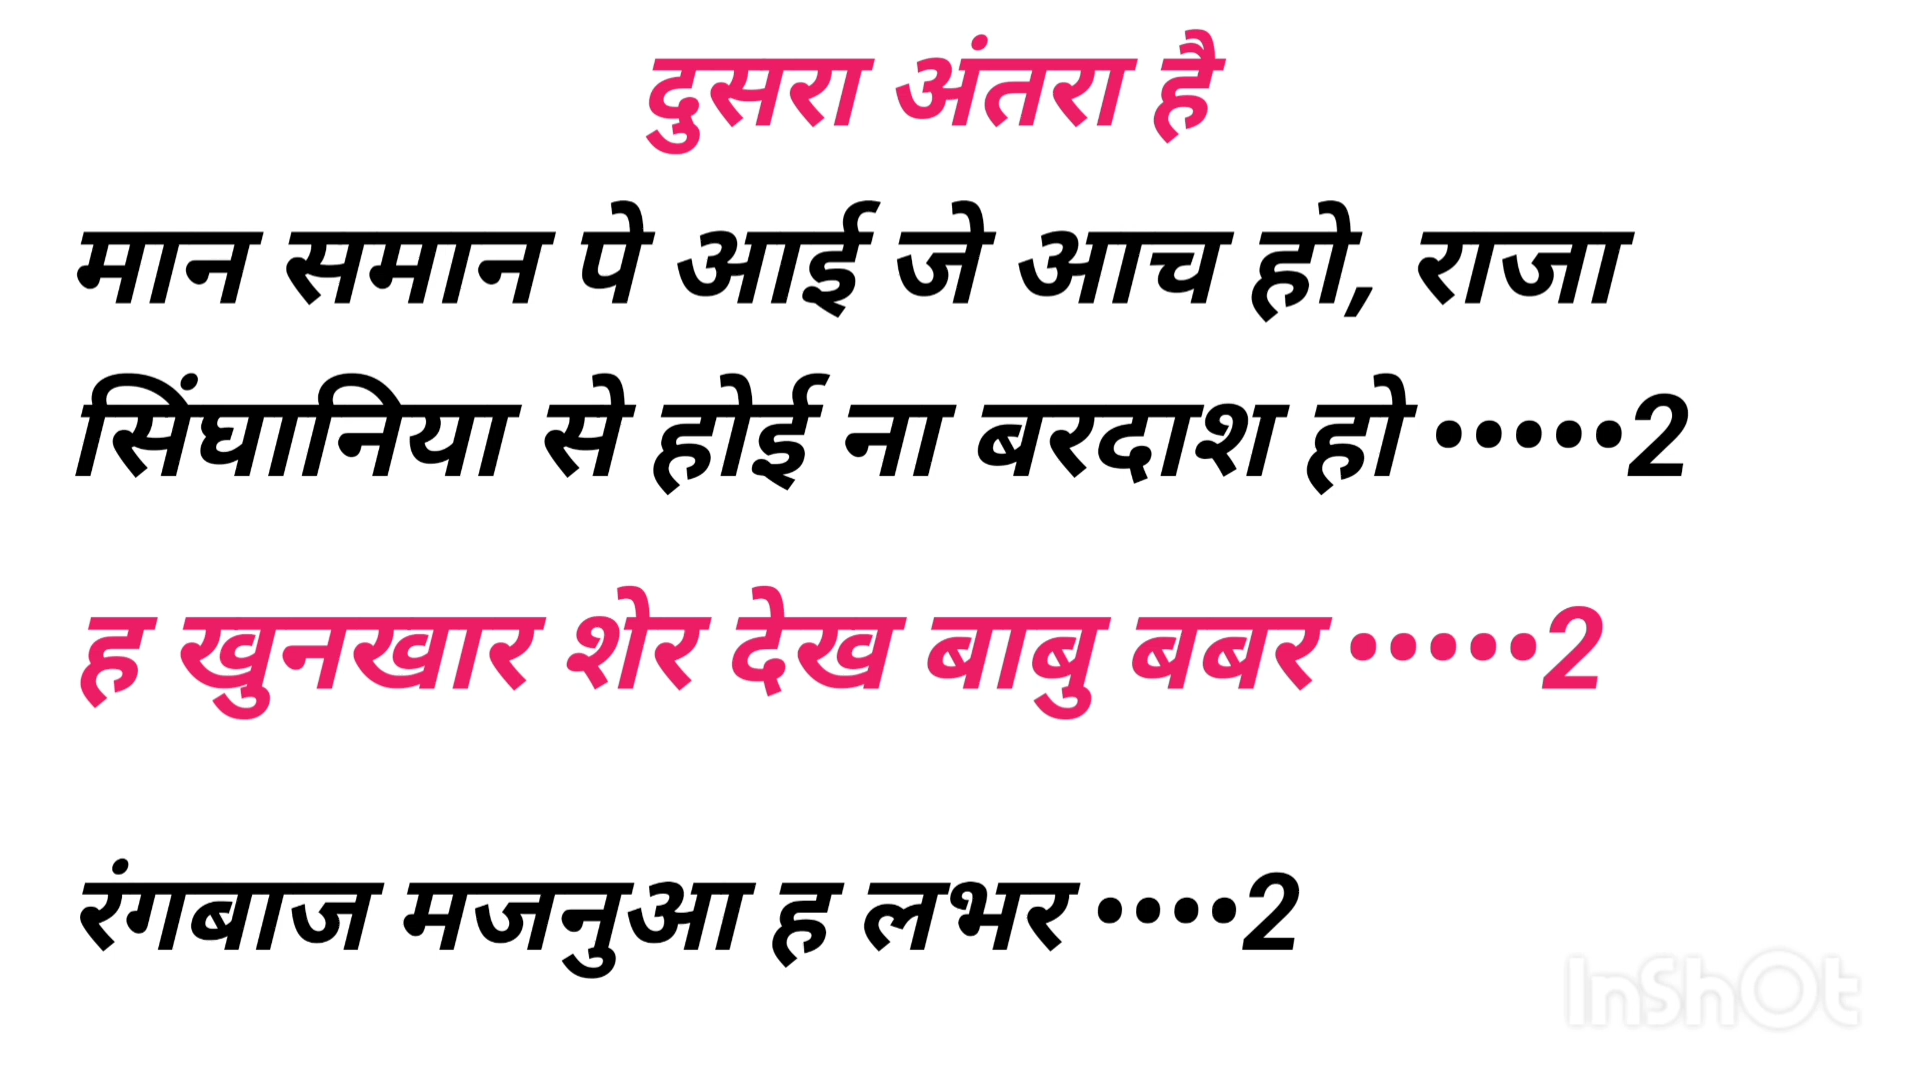 दुसरा अंतरा है
मान समान पे आई जे आच हो, राजा
सिंघानिया से होई ना बरदाश हो •••••2
ह खुनखार शेर देख बाबु बबर •••••2
रंगबाज मजनुआ ह लभर ••••2
InShOt